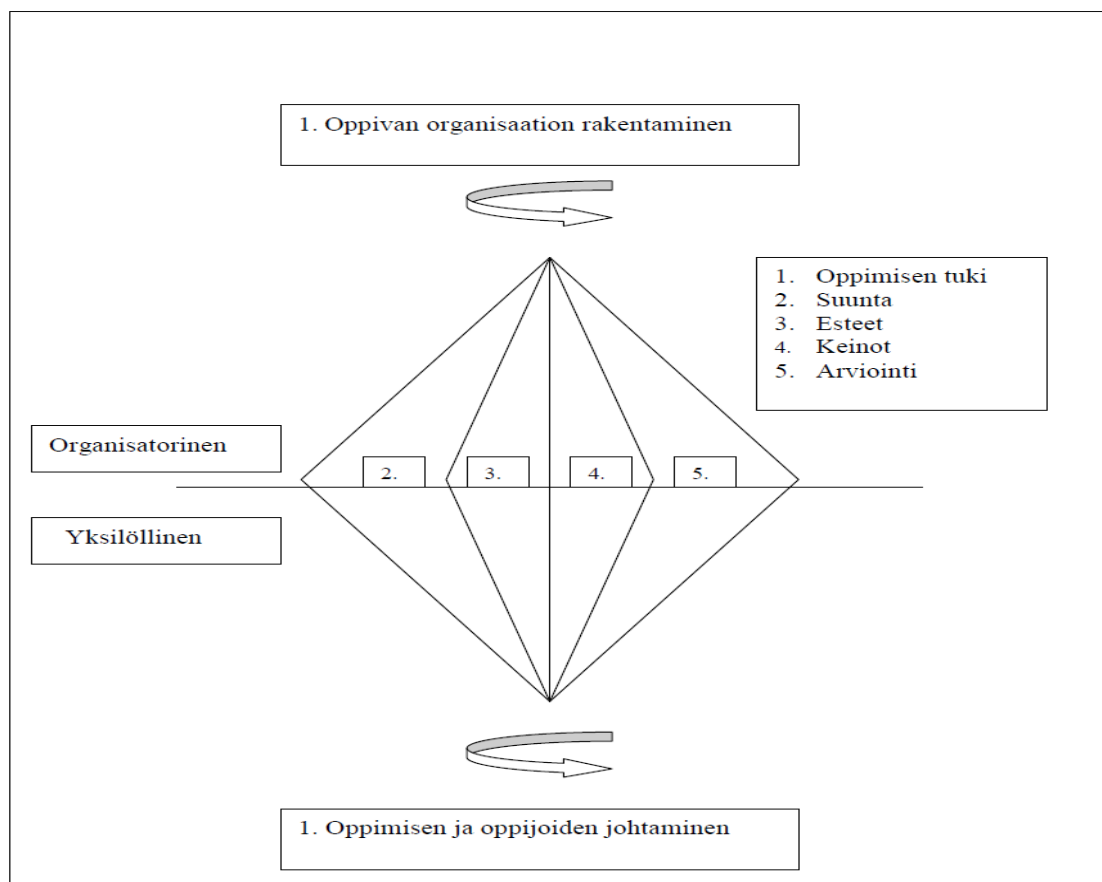 1. Oppivan organisaation rakentaminen
1. Oppimisen tuki
2. Suunta
3. Esteet
4. Keinot
5. Arviointi
Organisatorinen
2.
3.
4.
5.
Yksilöllinen
1. Oppimisen ja oppijoiden johtaminen